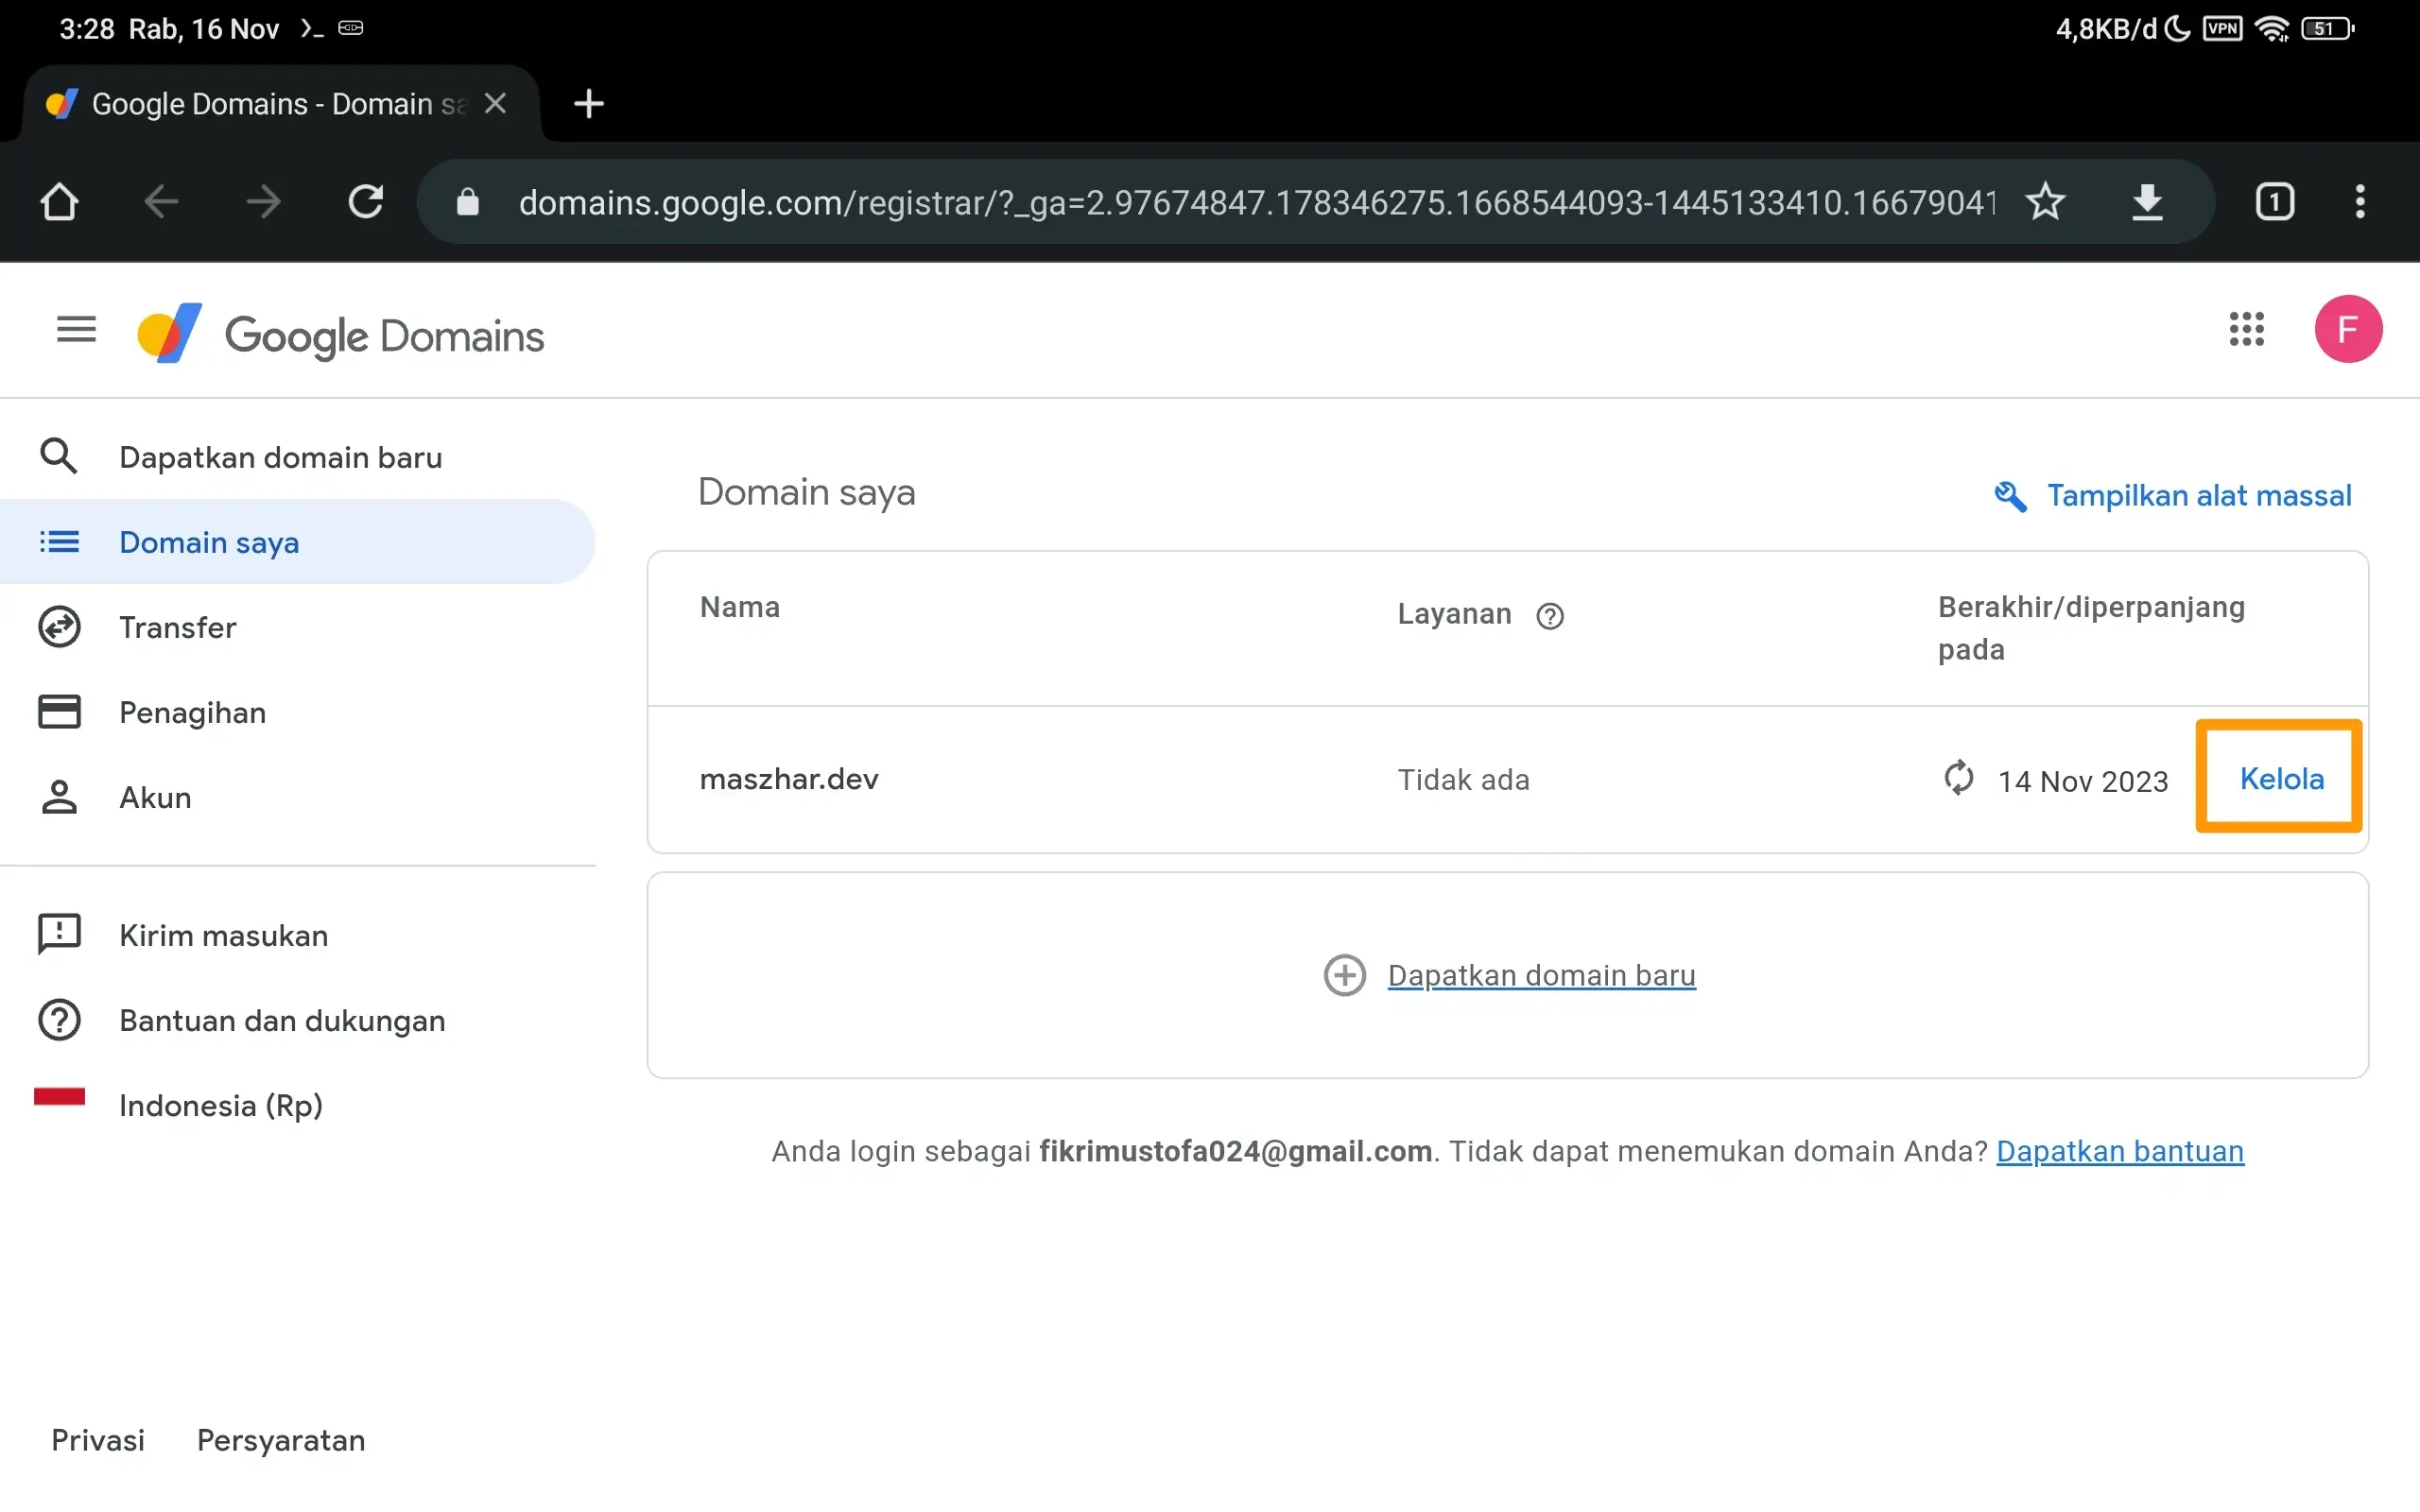 3:28 Rab, 16 Nov
4,8KB/d VPN 51
Google Domains - Domain sa
domains.google.com/registrar/?_ga=2.97674847.178346275.1668544093-1445133410.16679041
1
Google Domains
F
Dapatkan domain baru
Domain saya
Transfer
Penagihan
Akun
Kirim masukan
Bantuan dan dukungan
Indonesia (Rp)
Privasi Persyaratan
Domain saya
Tampilkan alat massal
Nama
Layanan
Berakhir/diperpanjang
pada
maszhar.dev
Tidak ada
14 Nov 2023
Kelola
Dapatkan domain baru
Anda login sebagai fikrimustofa024@gmail.com. Tidak dapat menemukan domain Anda? Dapatkan bantuan